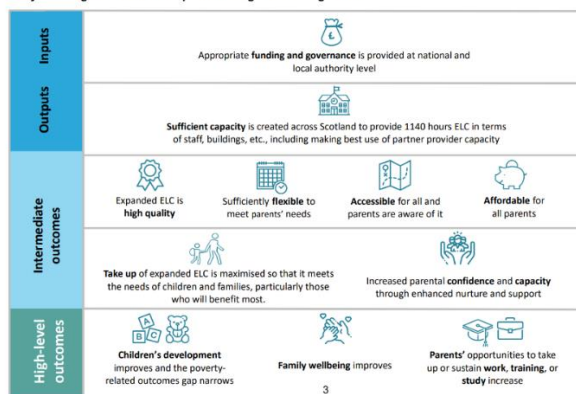 Inputs
£
Appropriate funding and governance is provided at national and
local authority level
Outputs
Sufficient capacity is created across Scotland to provide 1140 hours ELC in terms
of staff, buildings, etc., including making best use of partner provider capacity
Intermediate
outcomes
Expanded ELC is
high quality
Sufficiently flexible to
meet parents' needs
Accessible for all and
parents are aware of it
Affordable for
all parents
Take up of expanded ELC is maximised so that it meets
the needs of children and families, particularly those
who will benefit most.
Increased parental confidence and capacity
through enhanced nurture and support
High-level
outcomes
A
B C
Children's development
improves and the poverty-
related outcomes gap narrows
Family wellbeing improves
Parents' opportunities to take
up or sustain work, training, or
study increase
3